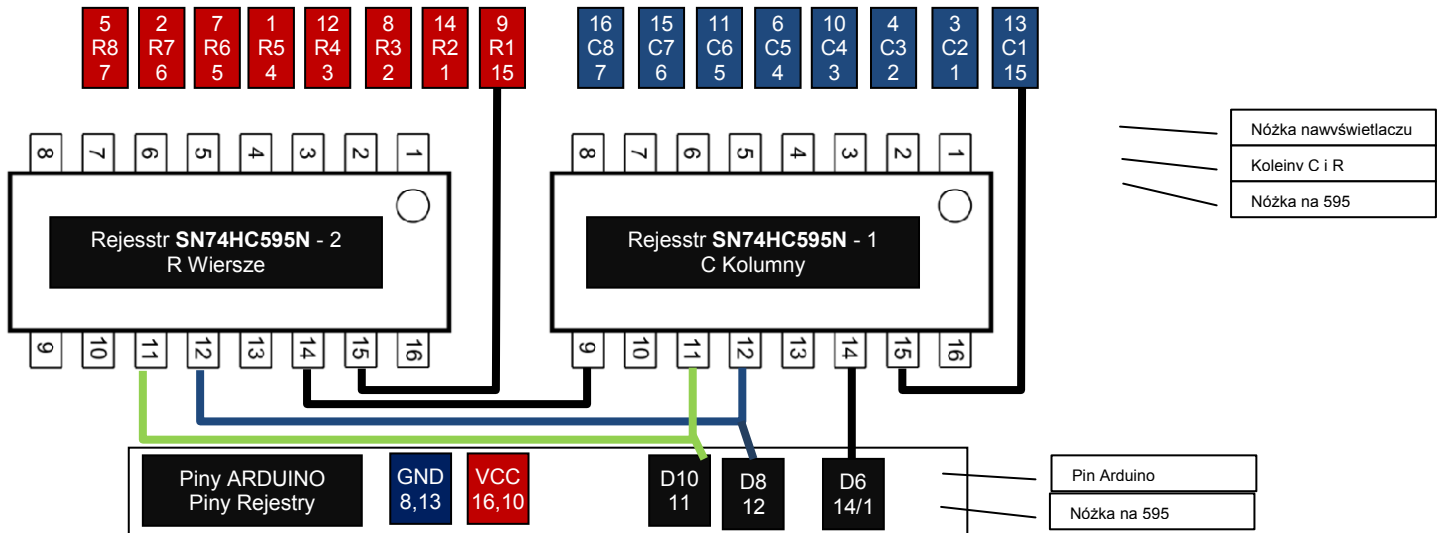 5 2 7 1 12 8 14 9
R8 R7 R6 R5 R4 R3 R2 R1
7 6 5 4 3 2 1 15
16 15 11 6 10 4 3 13
C8 C7 C6 C5 C4 C3 C2 C1
7 6 5 4 3 2 1 15
Nóżka nawvświetlaczu
Koleinv C i R
Nóżka na 595
8 7 6 5 4 3 2 1
Rejesstr SN74HC595N - 2
R Wiersze
9 10 11 12 13 14 15 16
8 7 6 5 4 3 2 1
Rejesstr SN74HC595N - 1
C Kolumny
9 10 11 12 13 14 15 16
Piny ARDUINO
Piny Rejestry
GND
8,13
VCC
16,10
D10
11
D8
12
D6
14/1
Pin Arduino
Nóżka na 595